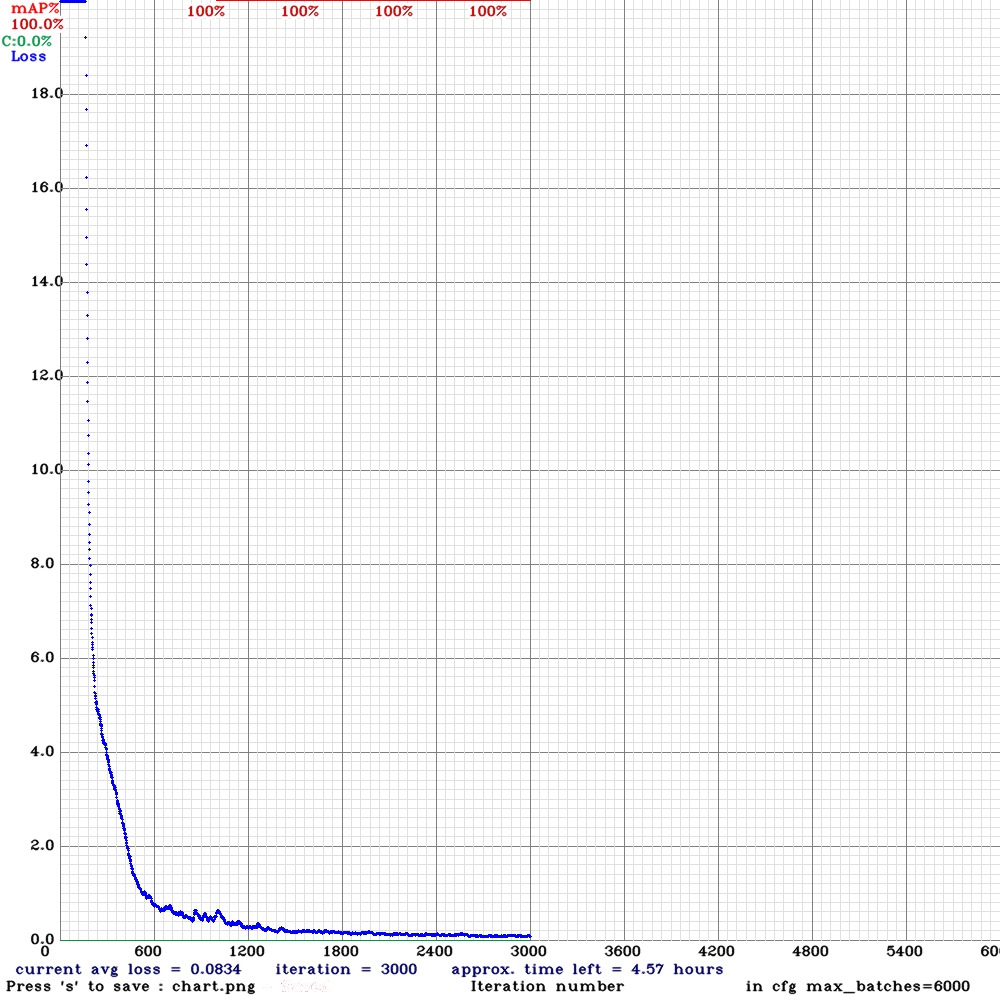 mAP% 100% 100% 100% 100%
100.0%
C:0.0%
Loss
18.0
16.0
14.0
12.0
10.0
8.0
6.0
4.0
2.0
0.0
0 600 1200 1800 2400 3000 3600 4200 4800 5400 60
current avg loss = 0.0834 iteration = 3000 approx. time left = 4.57 hours
Press 's' to save : chart.png Iteration number in cfg max_batches=6000